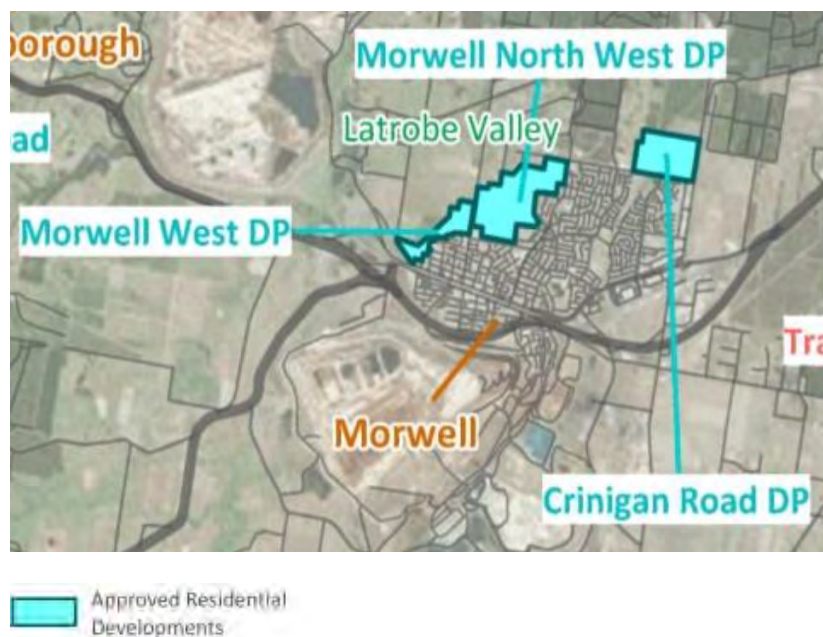 borough
Morwell North West DP
Latrobe Valley
ad
Morwell West DP
Tra
Morwell
Crinigan Road DP
Approved Residential
Developments